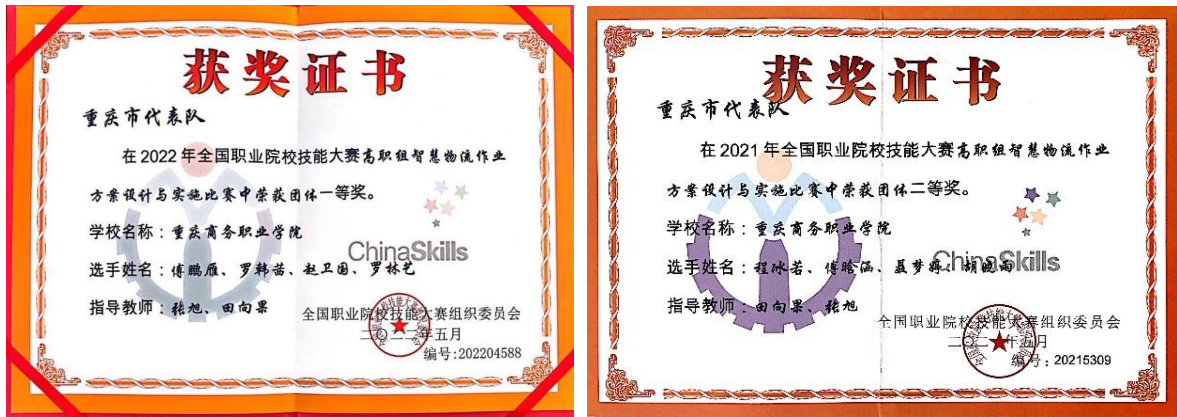 获奖证书
重庆市代表队
在2022年全国职业院校技能大赛高职组智慧物流作业
方案设计与实施比赛中荣获团体一等奖。
学校名称：重庆商务职业学院
选手姓名：傅鹏雁、罗韩茜、赵卫国、罗林艺
指导教师：张旭、田向果
ChinaSkills
全国职业院校技能大赛组织委员会
二〇二二年五月
编号:202204588
获奖证书
重庆市代表队
在2021年全国职业院校技能大赛高职组智慧物流作业
方案设计与实施比赛中荣获团体二等奖。
学校名称：重庆商务职业学院
选手姓名：程冰若、傅晗涵、聂梦、胡晓雨
指导教师：田向果、张旭
ChinaSkills
全国职业院校技能大赛组织委员会
二〇二一年 月
编号：20215309